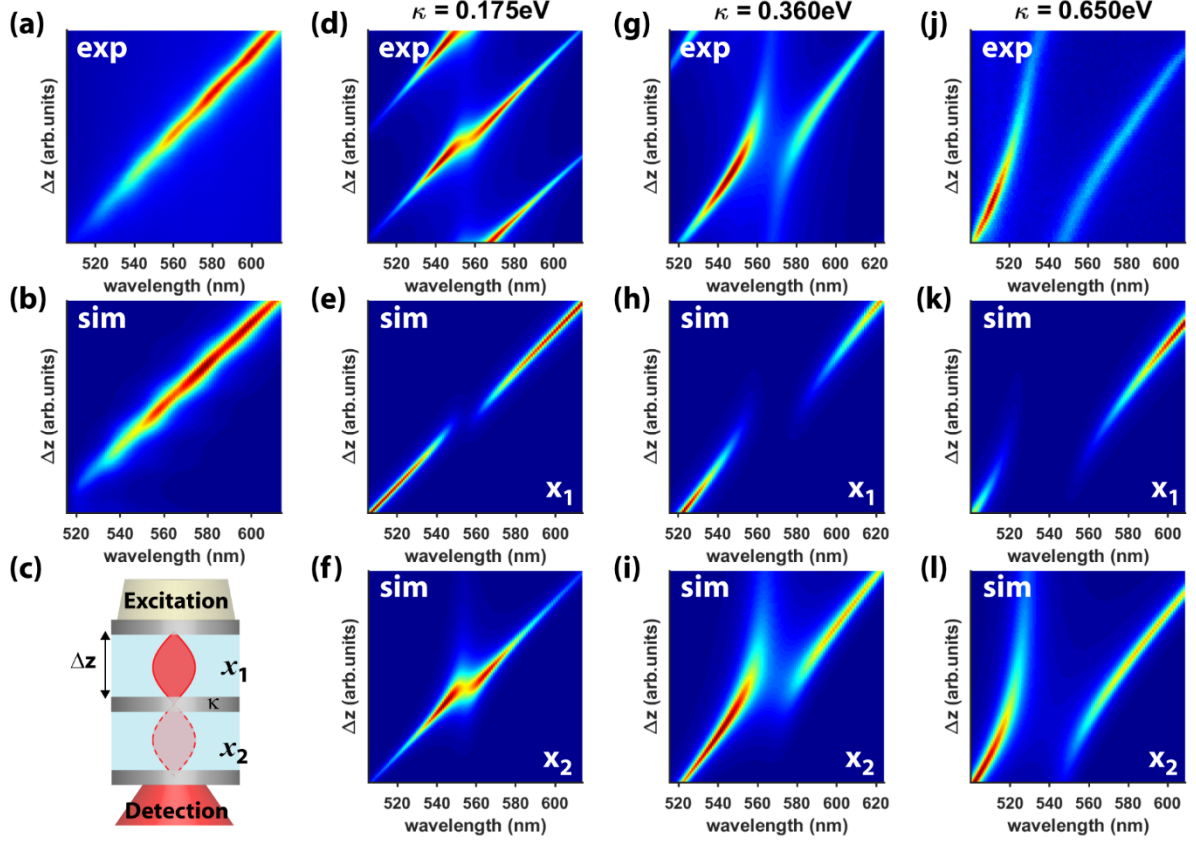 κ = 0.175eV
κ = 0.360eV
κ = 0.650eV
(a)
exp
Δz (arb.units)
520 540 560 580 600
wavelength (nm)
(d)
exp
Δz (arb.units)
520 540 560 580 600
wavelength (nm)
(g)
exp
Δz (arb.units)
520 540 560 580 600 620
wavelength (nm)
(j)
exp
Δz (arb.units)
520 540 560 580 600
wavelength (nm)
(b)
sim
Δz (arb.units)
520 540 560 580 600
wavelength (nm)
(e)
sim
x1
Δz (arb.units)
520 540 560 580 600
wavelength (nm)
(h)
sim
x1
Δz (arb.units)
520 540 560 580 600 620
wavelength (nm)
(k)
sim
x1
Δz (arb.units)
520 540 560 580 600
wavelength (nm)
(c)
Excitation
Δz
x1
κ
x2
Detection
(f)
sim
x2
Δz (arb.units)
520 540 560 580 600
wavelength (nm)
(i)
sim
x2
Δz (arb.units)
520 540 560 580 600 620
wavelength (nm)
(l)
sim
x2
Δz (arb.units)
520 540 560 580 600
wavelength (nm)